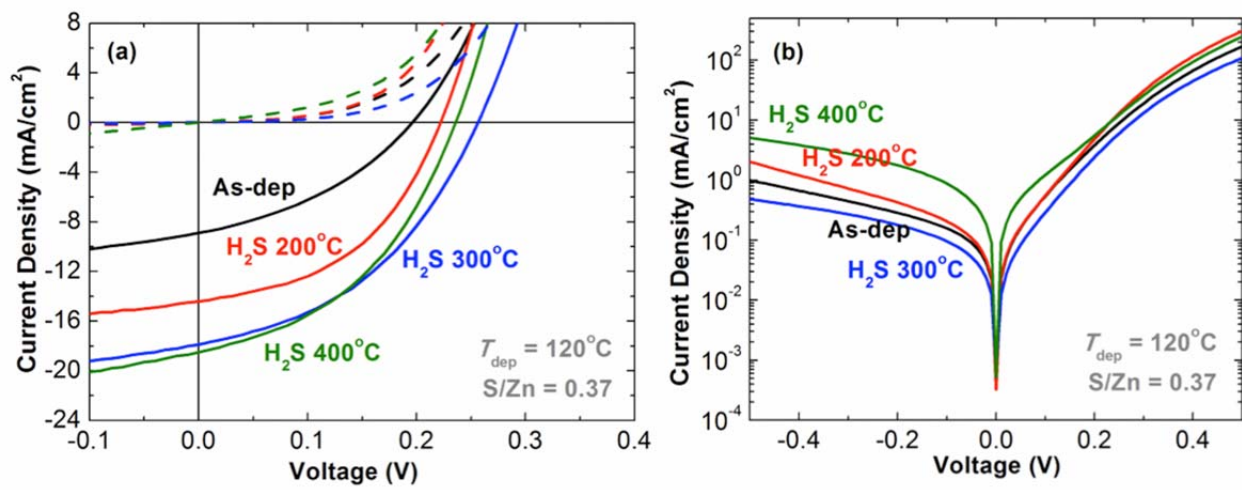 (a)
Current Density (mA/cm²)
8
4
0
-4
-8
-12
-16
-20
-24
As-dep
H₂S 200°C
H₂S 300°C
H₂S 400°C
T_dep = 120°C
S/Zn = 0.37
-0.1 0.0 0.1 0.2 0.3 0.4
Voltage (V)
(b)
Current Density (mA/cm²)
10²
10¹
10⁰
10⁻¹
10⁻²
10⁻³
10⁻⁴
H₂S 400°C
H₂S 200°C
As-dep
H₂S 300°C
T_dep = 120°C
S/Zn = 0.37
-0.4 -0.2 0.0 0.2 0.4
Voltage (V)